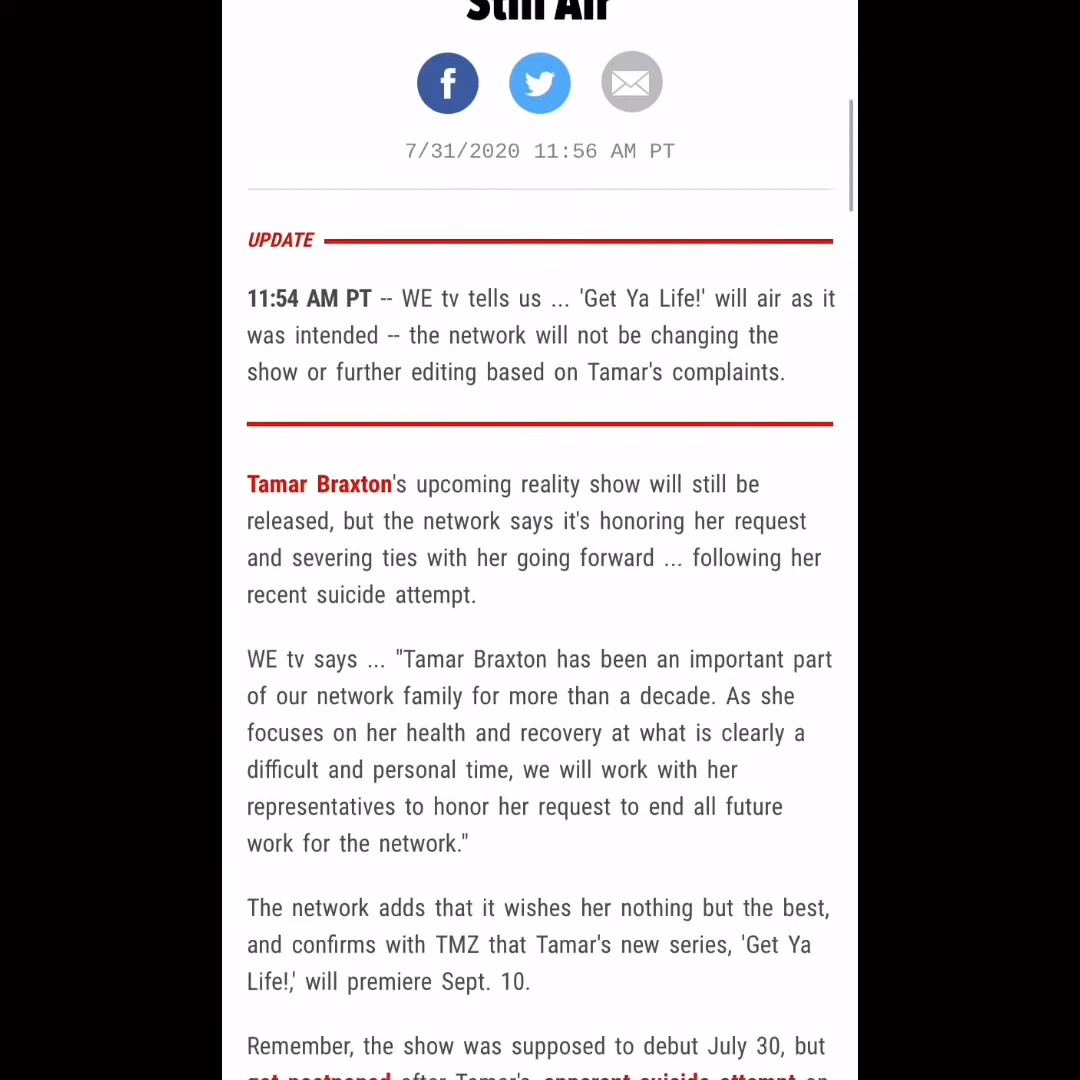 Still Air
7/31/2020 11:56 AM PT
UPDATE
11:54 AM PT -- WE tv tells us ... 'Get Ya Life!' will air as it
was intended -- the network will not be changing the
show or further editing based on Tamar's complaints.
Tamar Braxton's upcoming reality show will still be
released, but the network says it's honoring her request
and severing ties with her going forward ... following her
recent suicide attempt.
WE tv says ... "Tamar Braxton has been an important part
of our network family for more than a decade. As she
focuses on her health and recovery at what is clearly a
difficult and personal time, we will work with her
representatives to honor her request to end all future
work for the network."
The network adds that it wishes her nothing but the best,
and confirms with TMZ that Tamar's new series, 'Get Ya
Life!,' will premiere Sept. 10.
Remember, the show was supposed to debut July 30, but
got postponed after Tamar's apparent suicide attempt on